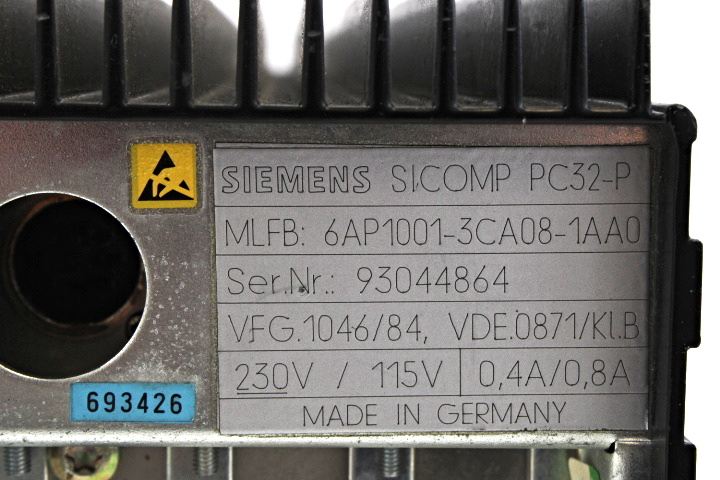 SIEMENS SICOMP PC32-P
MLFB: 6AP1001-3CA08-1AA0
Ser.Nr.: 93044864
VFG.1046/84, VDE.0871/Kl.B
230V / 115V | 0,4A/0,8A
MADE IN GERMANY
693426